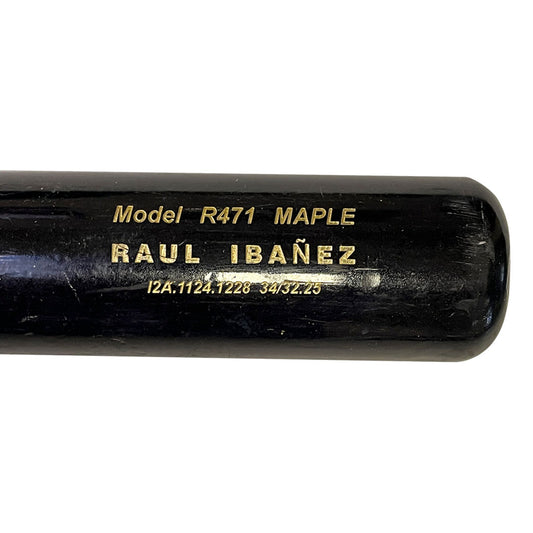 Model R471 MAPLE
RAUL IBAÑEZ
I2A.1124.1228 34/32.25